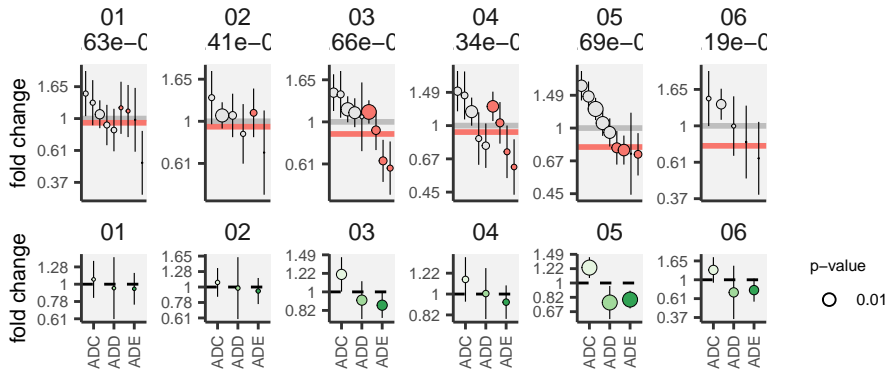 01 02 03 04 05 06
.63e-0 .41e-0 .66e-0 .34e-0 .69e-0 .19e-0
fold change
1.65 1 0.61 0.37
1.65 1 0.61
1.65 1 0.61
1.49 1 0.67 0.45
1.49 1 0.67 0.45
1.65 1 0.61 0.37
01 02 03 04 05 06
fold change
1.28 1 0.78 0.61
1.65 1.28 1 0.78 0.61
1.49 1.22 1 0.82
1.22 1 0.82
1.49 1.22 1 0.82 0.67
1.65 1 0.61 0.37
ADC ADD ADE
ADC ADD ADE
ADC ADD ADE
ADC ADD ADE
ADC ADD ADE
ADC ADD ADE
p-value
0.01